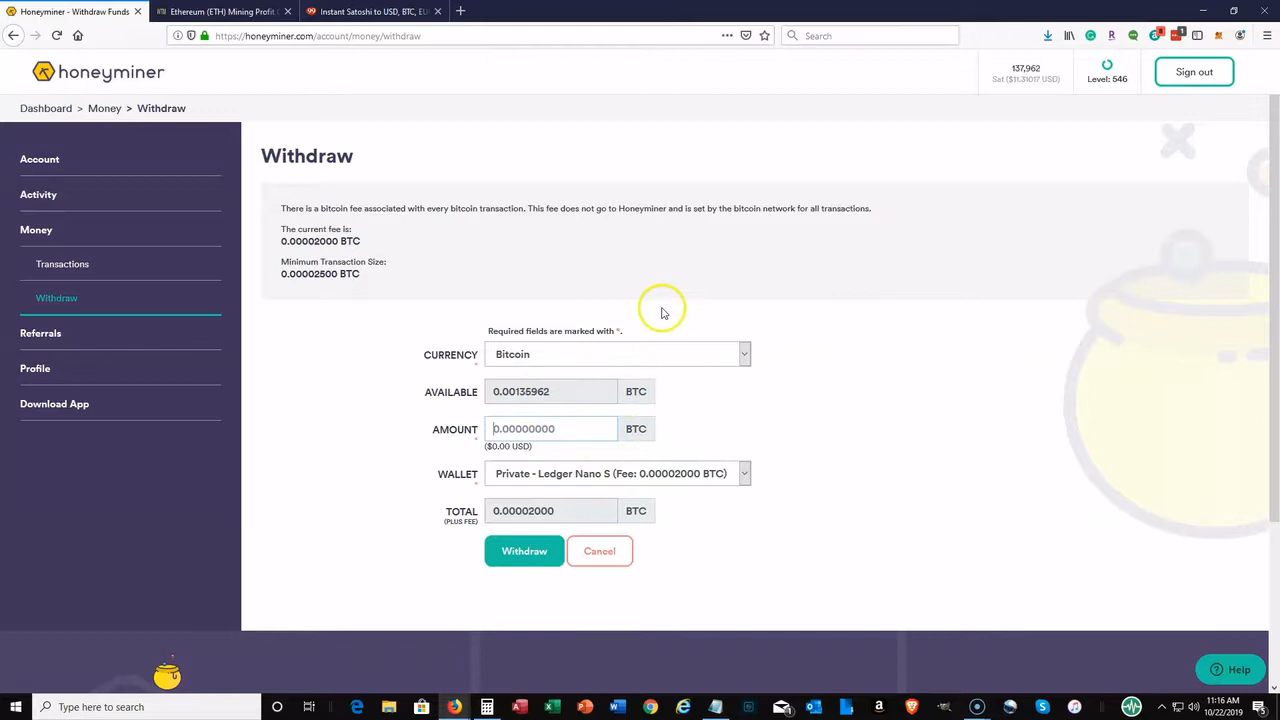 Honeyminer - Withdraw Funds
Ethereum (ETH) Mining Profit C
Instant Satoshi to USD, BTC, EU
https://honeyminer.com/account/money/withdraw
Search
honeyminer
137,962
Sat ($11.31017 USD)
Level: 546
Sign out
Dashboard > Money > Withdraw
Account
Activity
Money
Transactions
Withdraw
Referrals
Profile
Download App
Withdraw
There is a bitcoin fee associated with every bitcoin transaction. This fee does not go to Honeyminer and is set by the bitcoin network for all transactions.
The current fee is:
0.00002000 BTC
Minimum Transaction Size:
0.00002500 BTC
Required fields are marked with *.
CURRENCY
*
Bitcoin
AVAILABLE 0.00135962 BTC
AMOUNT 0.00000000 BTC
*
($0.00 USD)
WALLET
*
Private - Ledger Nano S (Fee: 0.00002000 BTC)
TOTAL 0.00002000 BTC
(PLUS FEE)
Withdraw Cancel
Help
Type here to search
11:16 AM
10/22/2019